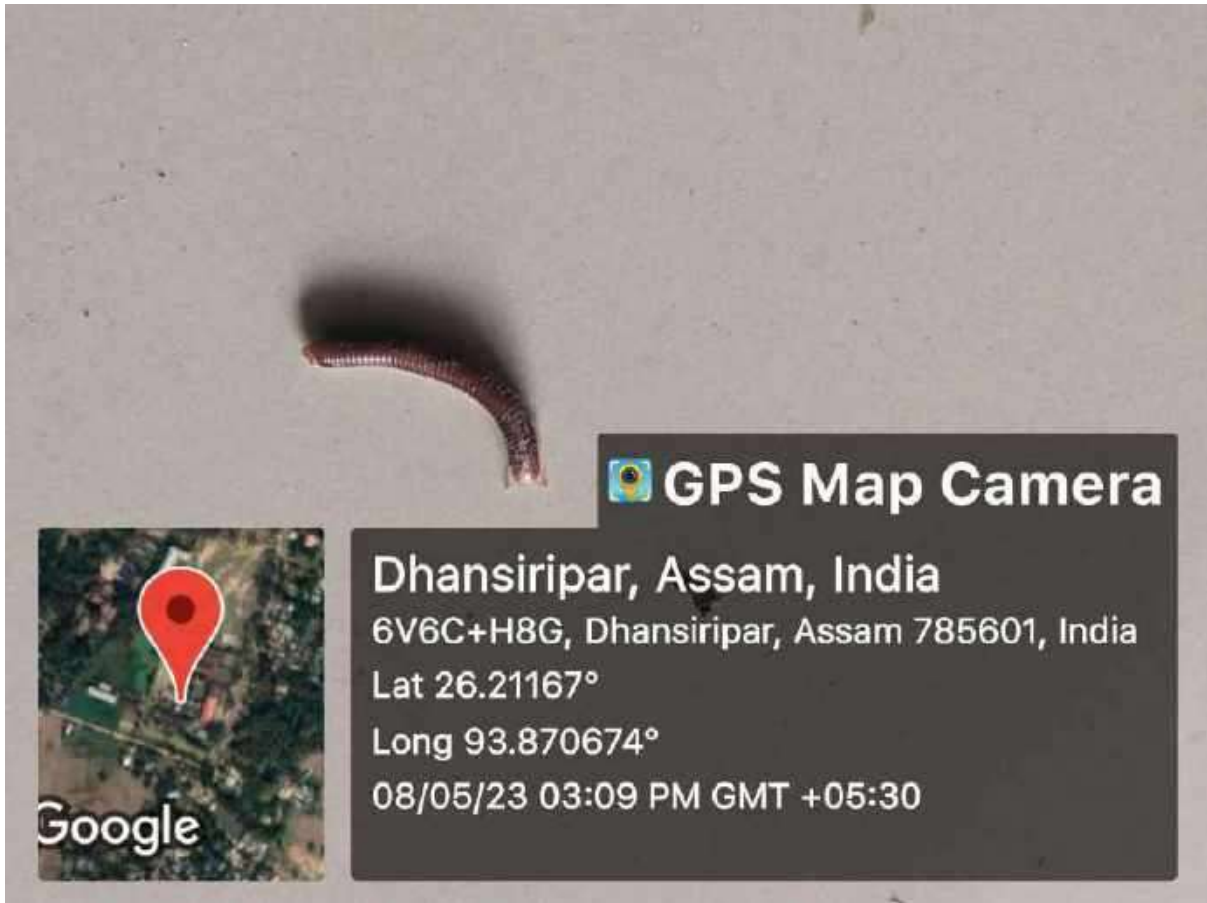 GPS Map Camera
Dhansiripar, Assam, India
6V6C+H8G, Dhansiripar, Assam 785601, India
Lat 26.21167°
Long 93.870674°
08/05/23 03:09 PM GMT +05:30
Google